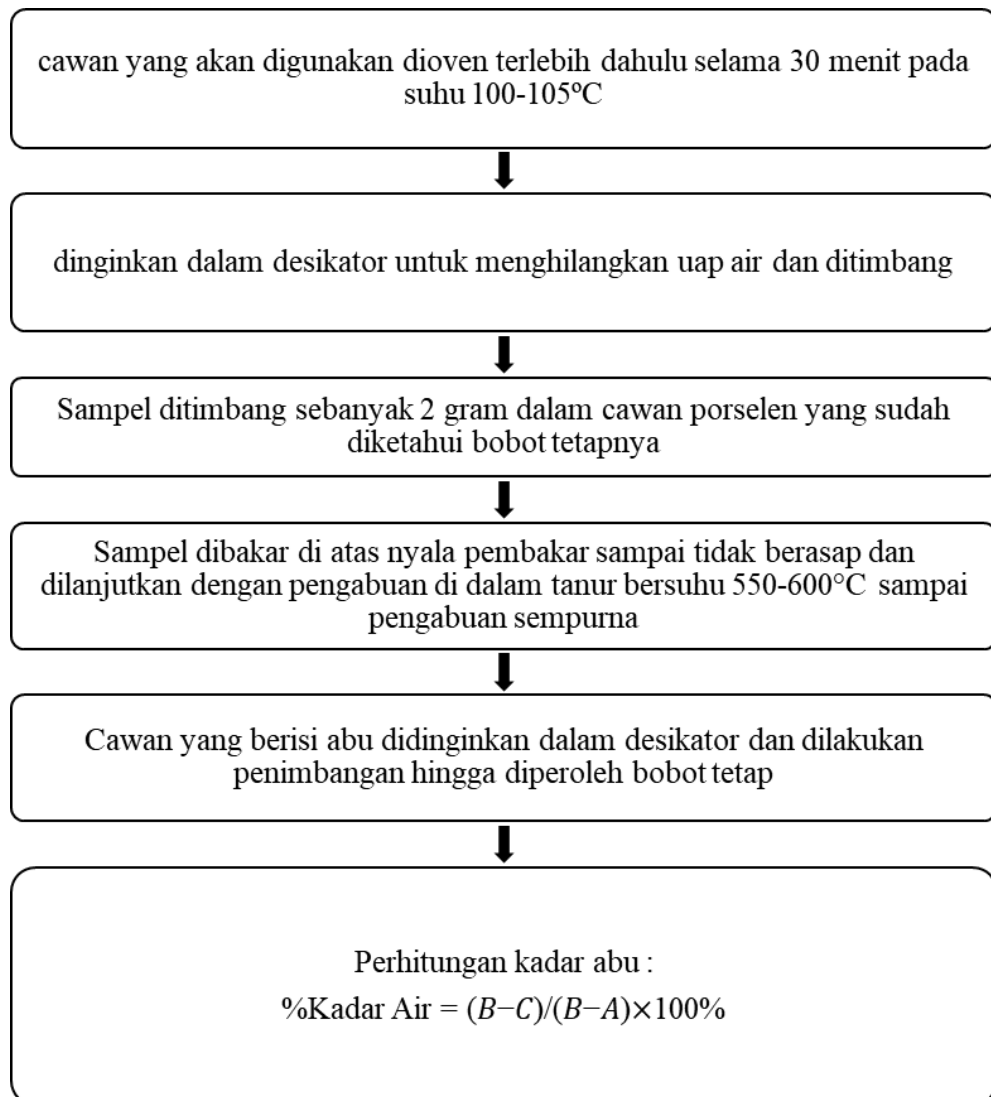 cawan yang akan digunakan dioven terlebih dahulu selama 30 menit pada
suhu 100-105⁰C
dinginkan dalam desikator untuk menghilangkan uap air dan ditimbang
Sampel ditimbang sebanyak 2 gram dalam cawan porselen yang sudah
diketahui bobot tetapnya
Sampel dibakar di atas nyala pembakar sampai tidak berasap dan
dilanjutkan dengan pengabuan di dalam tanur bersuhu 550-600°C sampai
pengabuan sempurna
Cawan yang berisi abu didinginkan dalam desikator dan dilakukan
penimbangan hingga diperoleh bobot tetap
Perhitungan kadar abu :
%Kadar Air = (B−C)/(B−A)×100%